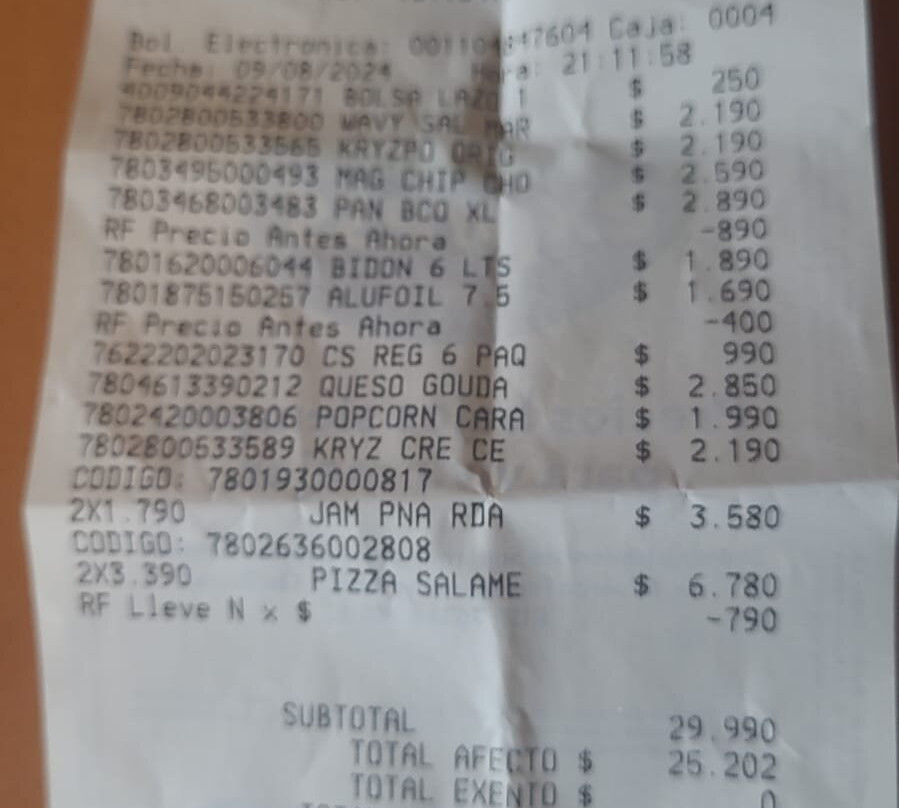 Bol. Electronica: 001104847604 Caja: 0004
Fecha: 09/08/2024 Hora: 21:11:58
4009044224171 BOLSA LAZO 1 $ 250
7802800533800 WAVY SAL MAR $ 2.190
7802800533565 KRYZPO ORIG $ 2.190
7803495000493 MAG CHIP CHO $ 2.590
7803468003483 PAN BCO XL $ 2.890
RF Precio Antes Ahora -890
7801620006044 BIDON 6 LTS $ 1.890
7801875150257 ALUFOIL 7.5 $ 1.690
RF Precio Antes Ahora -400
7622202023170 CS REG 6 PAQ $ 990
7804613390212 QUESO GOUDA $ 2.850
7802420003806 POPCORN CARA $ 1.990
7802800533589 KRYZ CRE CE $ 2.190
CODIGO: 7801930000817
2X1.790 JAM PNA RDA $ 3.580
CODIGO: 7802636002808
2X3.390 PIZZA SALAME $ 6.780
RF Lleve N x $ -790
SUBTOTAL 29.990
TOTAL AFECTO $ 25.202
TOTAL EXENTO $ 0